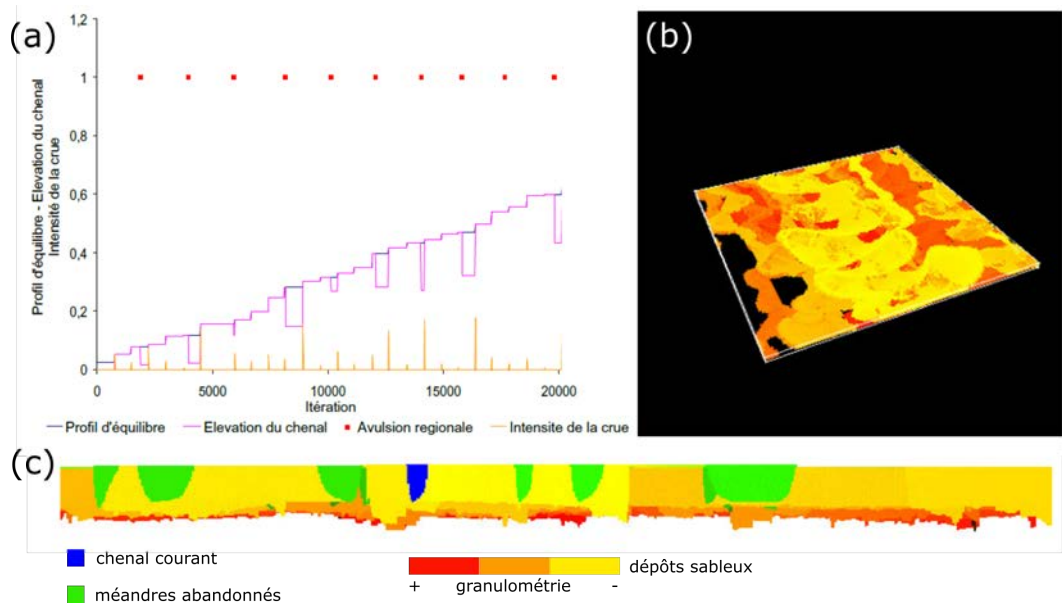 (a)
Profil d'équilibre - Elevation du chenal
Intensité de la crue
1,2
1
0,8
0,6
0,4
0,2
0
0
5000
10000
15000
20000
Itération
Profil d'équilibre
Elevation du chenal
Avulsion regionale
Intensite de la crue
(b)
(c)
chenal courant
méandres abandonnés
dépôts sableux
+ granulométrie -